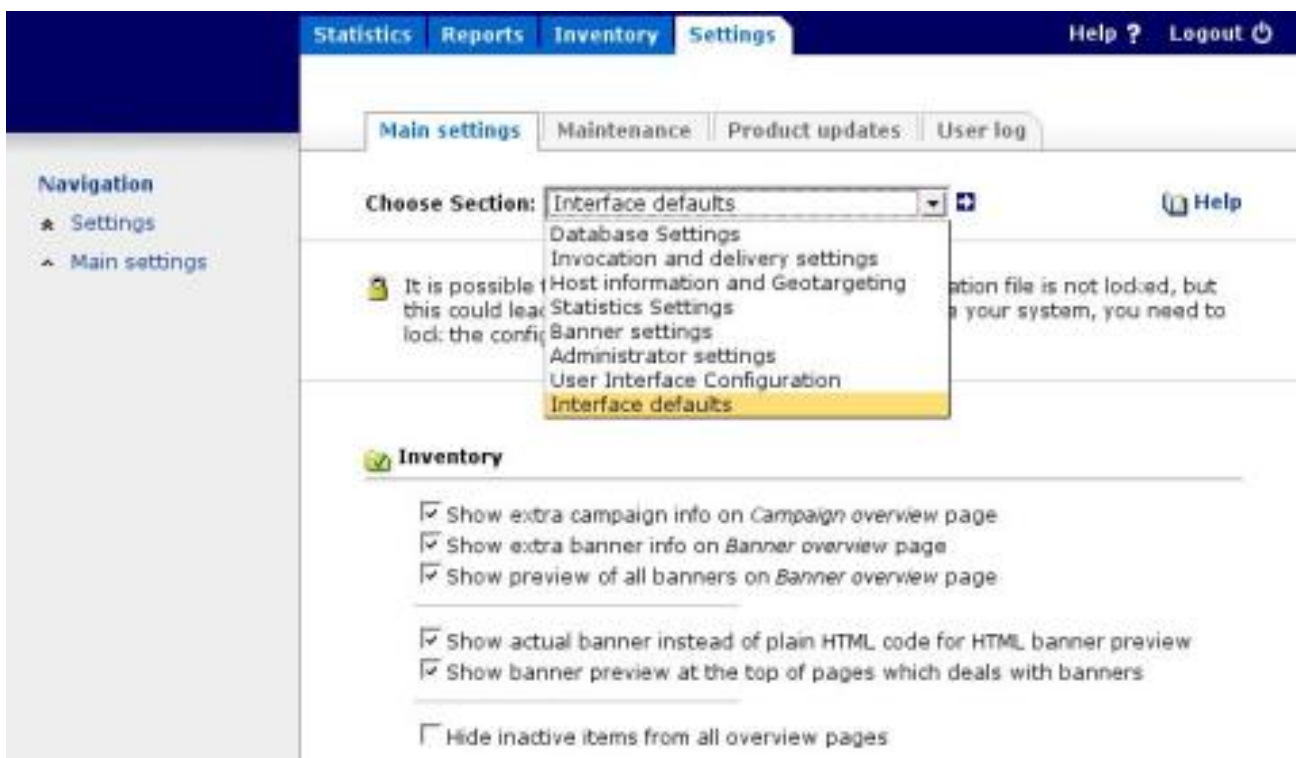 Statistics Reports Inventory Settings Help ? Logout
Main settings Maintenance Product updates User log
Navigation
Settings
Main settings
Choose Section: Interface defaults Help
Database Settings
Invocation and delivery settings
Host information and Geotargeting
Statistics Settings
Banner settings
Administrator settings
User Interface Configuration
Interface defaults
It is possible ation file is not locked, but
this could lea your system, you need to
lock the config
Inventory
Show extra campaign info on Campaign overview page
Show extra banner info on Banner overview page
Show preview of all banners on Banner overview page
Show actual banner instead of plain HTML code for HTML banner preview
Show banner preview at the top of pages which deals with banners
Hide inactive items from all overview pages